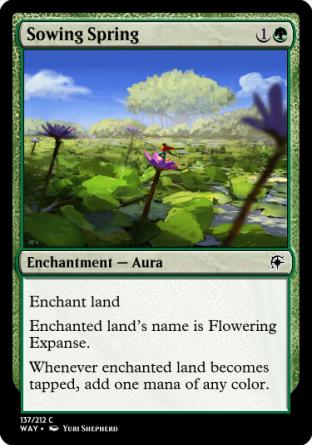 Sowing Spring 1
Enchantment — Aura
Enchant land
Enchanted land's name is Flowering
Expanse.
Whenever enchanted land becomes
tapped, add one mana of any color.
137/212 C
WAY • Yuri Shepherd